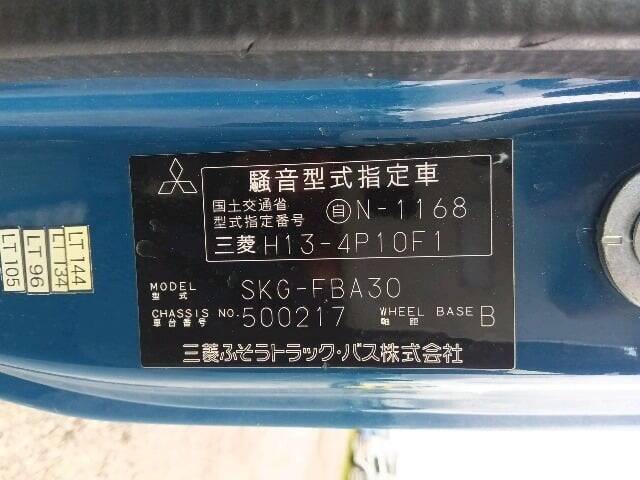 騒音型式指定車
国土交通省
型式指定番号 自N-1168
三菱 H13-4P10F1
MODEL
型式 SKG-FBA30
CHASSIS NO.
車台番号 500217
WHEEL BASE
軸距 B
三菱ふそうトラック・バス株式会社
LT 144
LT 134
LT 96
LT 105